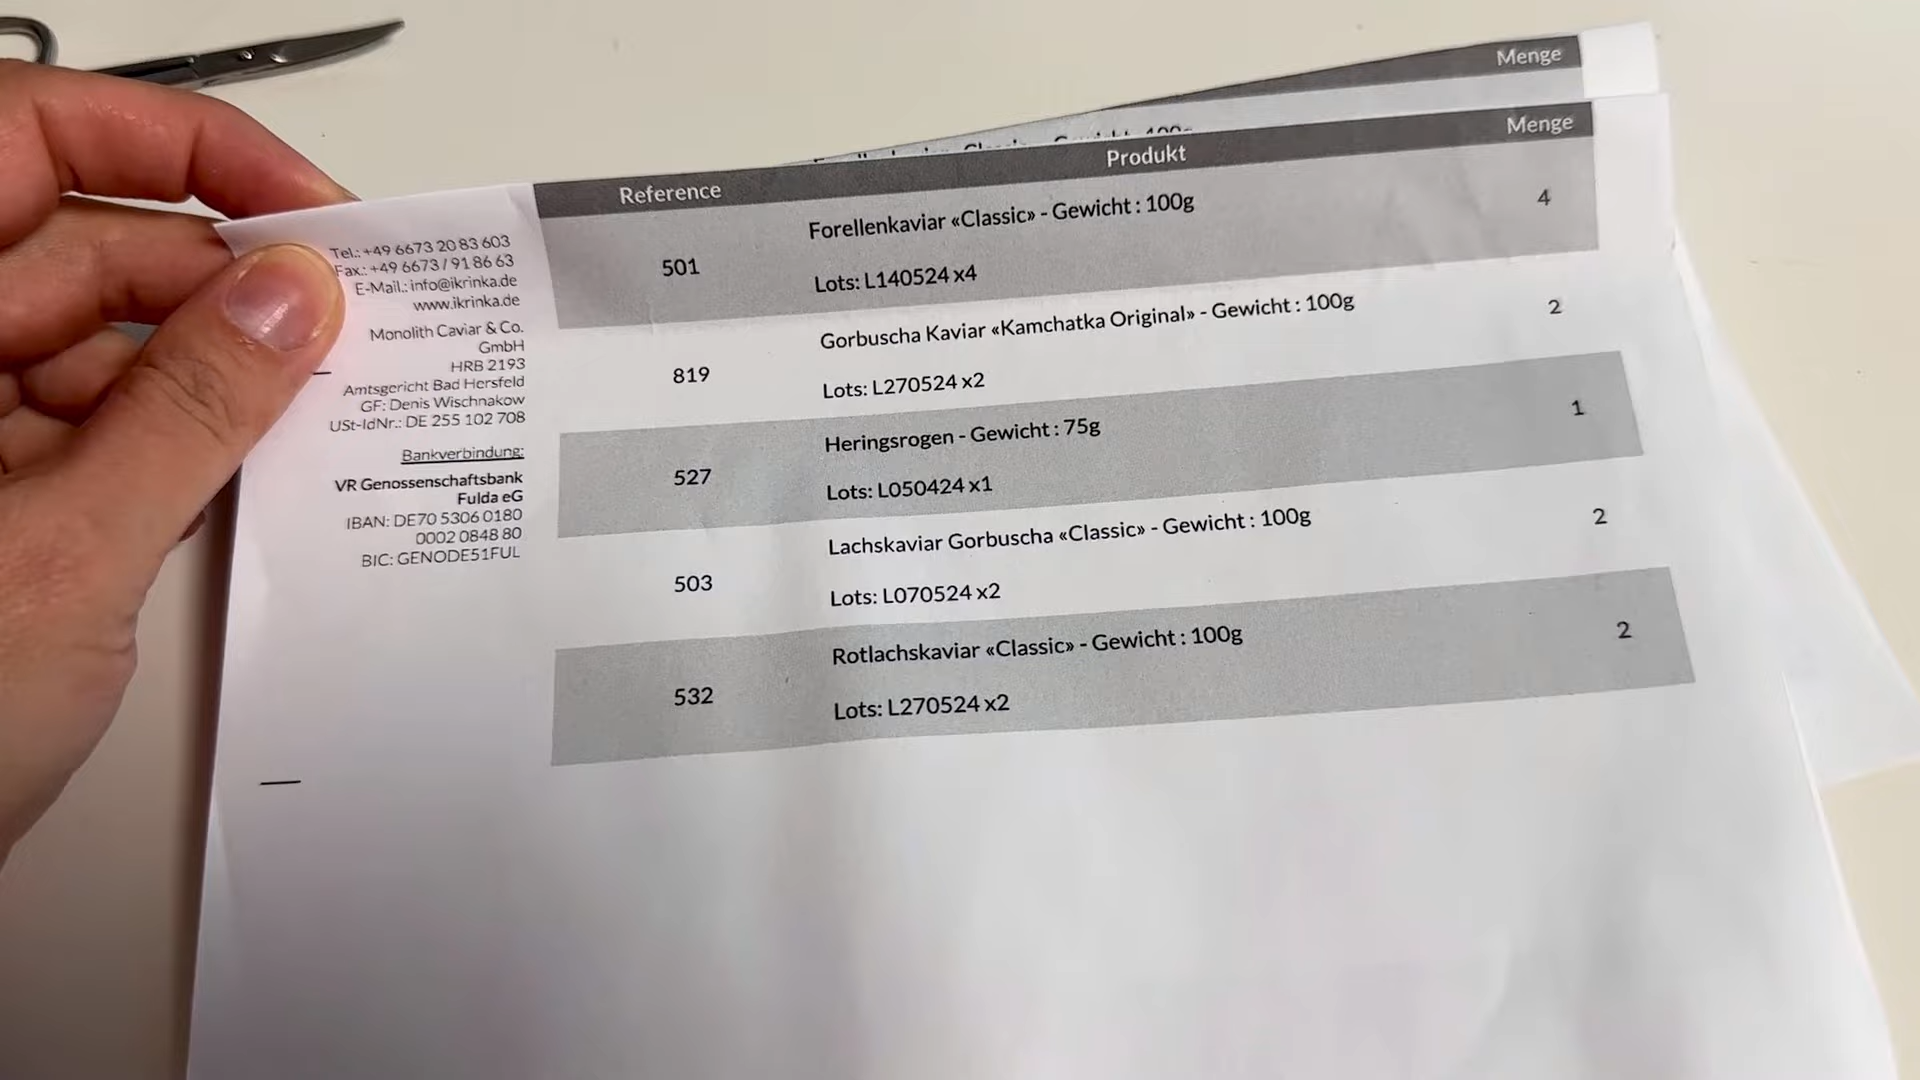 Menge
Reference Produkt Menge
501 Forellenkaviar «Classic» - Gewicht : 100g 4
Lots: L140524 x4
819 Gorbuscha Kaviar «Kamchatka Original» - Gewicht : 100g 2
Lots: L270524 x2
527 Heringsrogen - Gewicht : 75g 1
Lots: L050424 x1
503 Lachskaviar Gorbuscha «Classic» - Gewicht : 100g 2
Lots: L070524 x2
532 Rotlachskaviar «Classic» - Gewicht : 100g 2
Lots: L270524 x2
Tel.: +49 6673 20 83 603
Fax.: +49 6673 / 91 86 63
E-Mail.: info@ikrinka.de
www.ikrinka.de
Monolith Caviar & Co.
GmbH
HRB 2193
Amtsgericht Bad Hersfeld
GF: Denis Wischnakow
USt-IdNr.: DE 255 102 708
Bankverbindung:
VR Genossenschaftsbank
Fulda eG
IBAN: DE70 5306 0180
0002 0848 80
BIC: GENODE51FUL